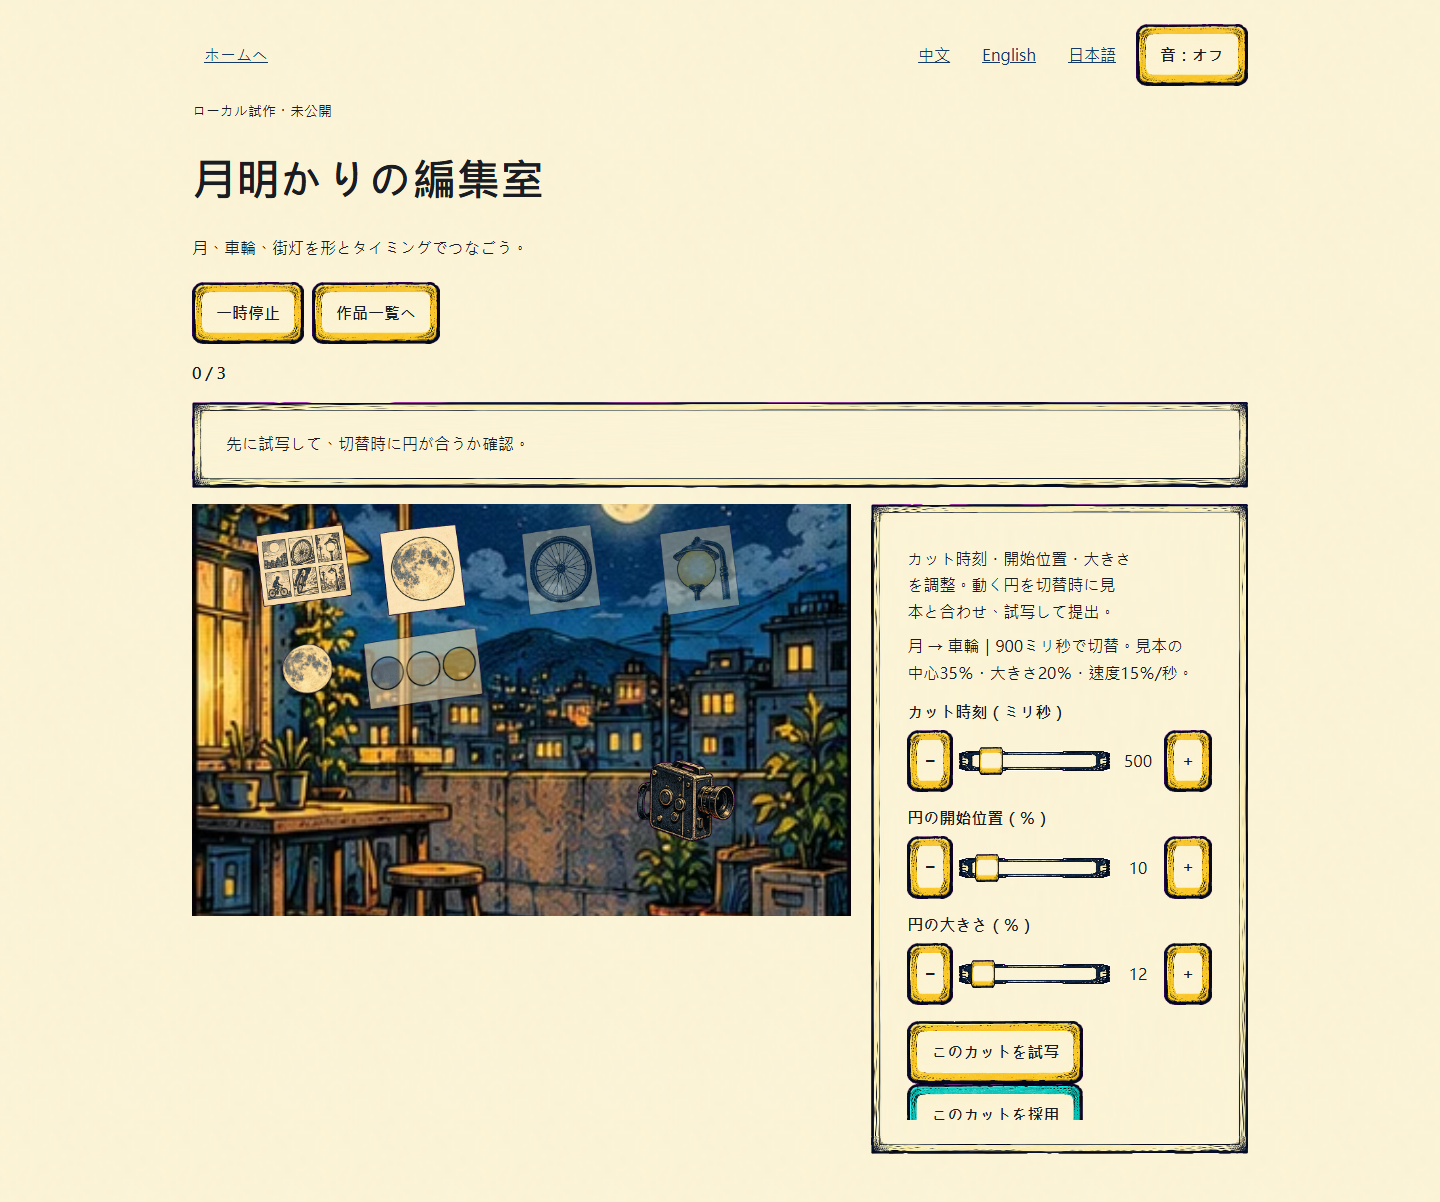 ホームへ
中文 English 日本語 音：オフ
ローカル試作・未公開
月明かりの編集室
月、車輪、街灯を形とタイミングでつなごう。
一時停止 作品一覧へ
0 / 3
先に試写して、切替時に円が合うか確認。
カット時刻・開始位置・大きさ
を調整。動く円を切替時に見
本と合わせ、試写して提出。
月 → 車輪 | 900ミリ秒で切替。見本の
中心35%・大きさ20%・速度15%/秒。
カット時刻（ミリ秒）
− 500 +
円の開始位置（%）
− 10 +
円の大きさ（%）
− 12 +
このカットを試写
このカットを採用